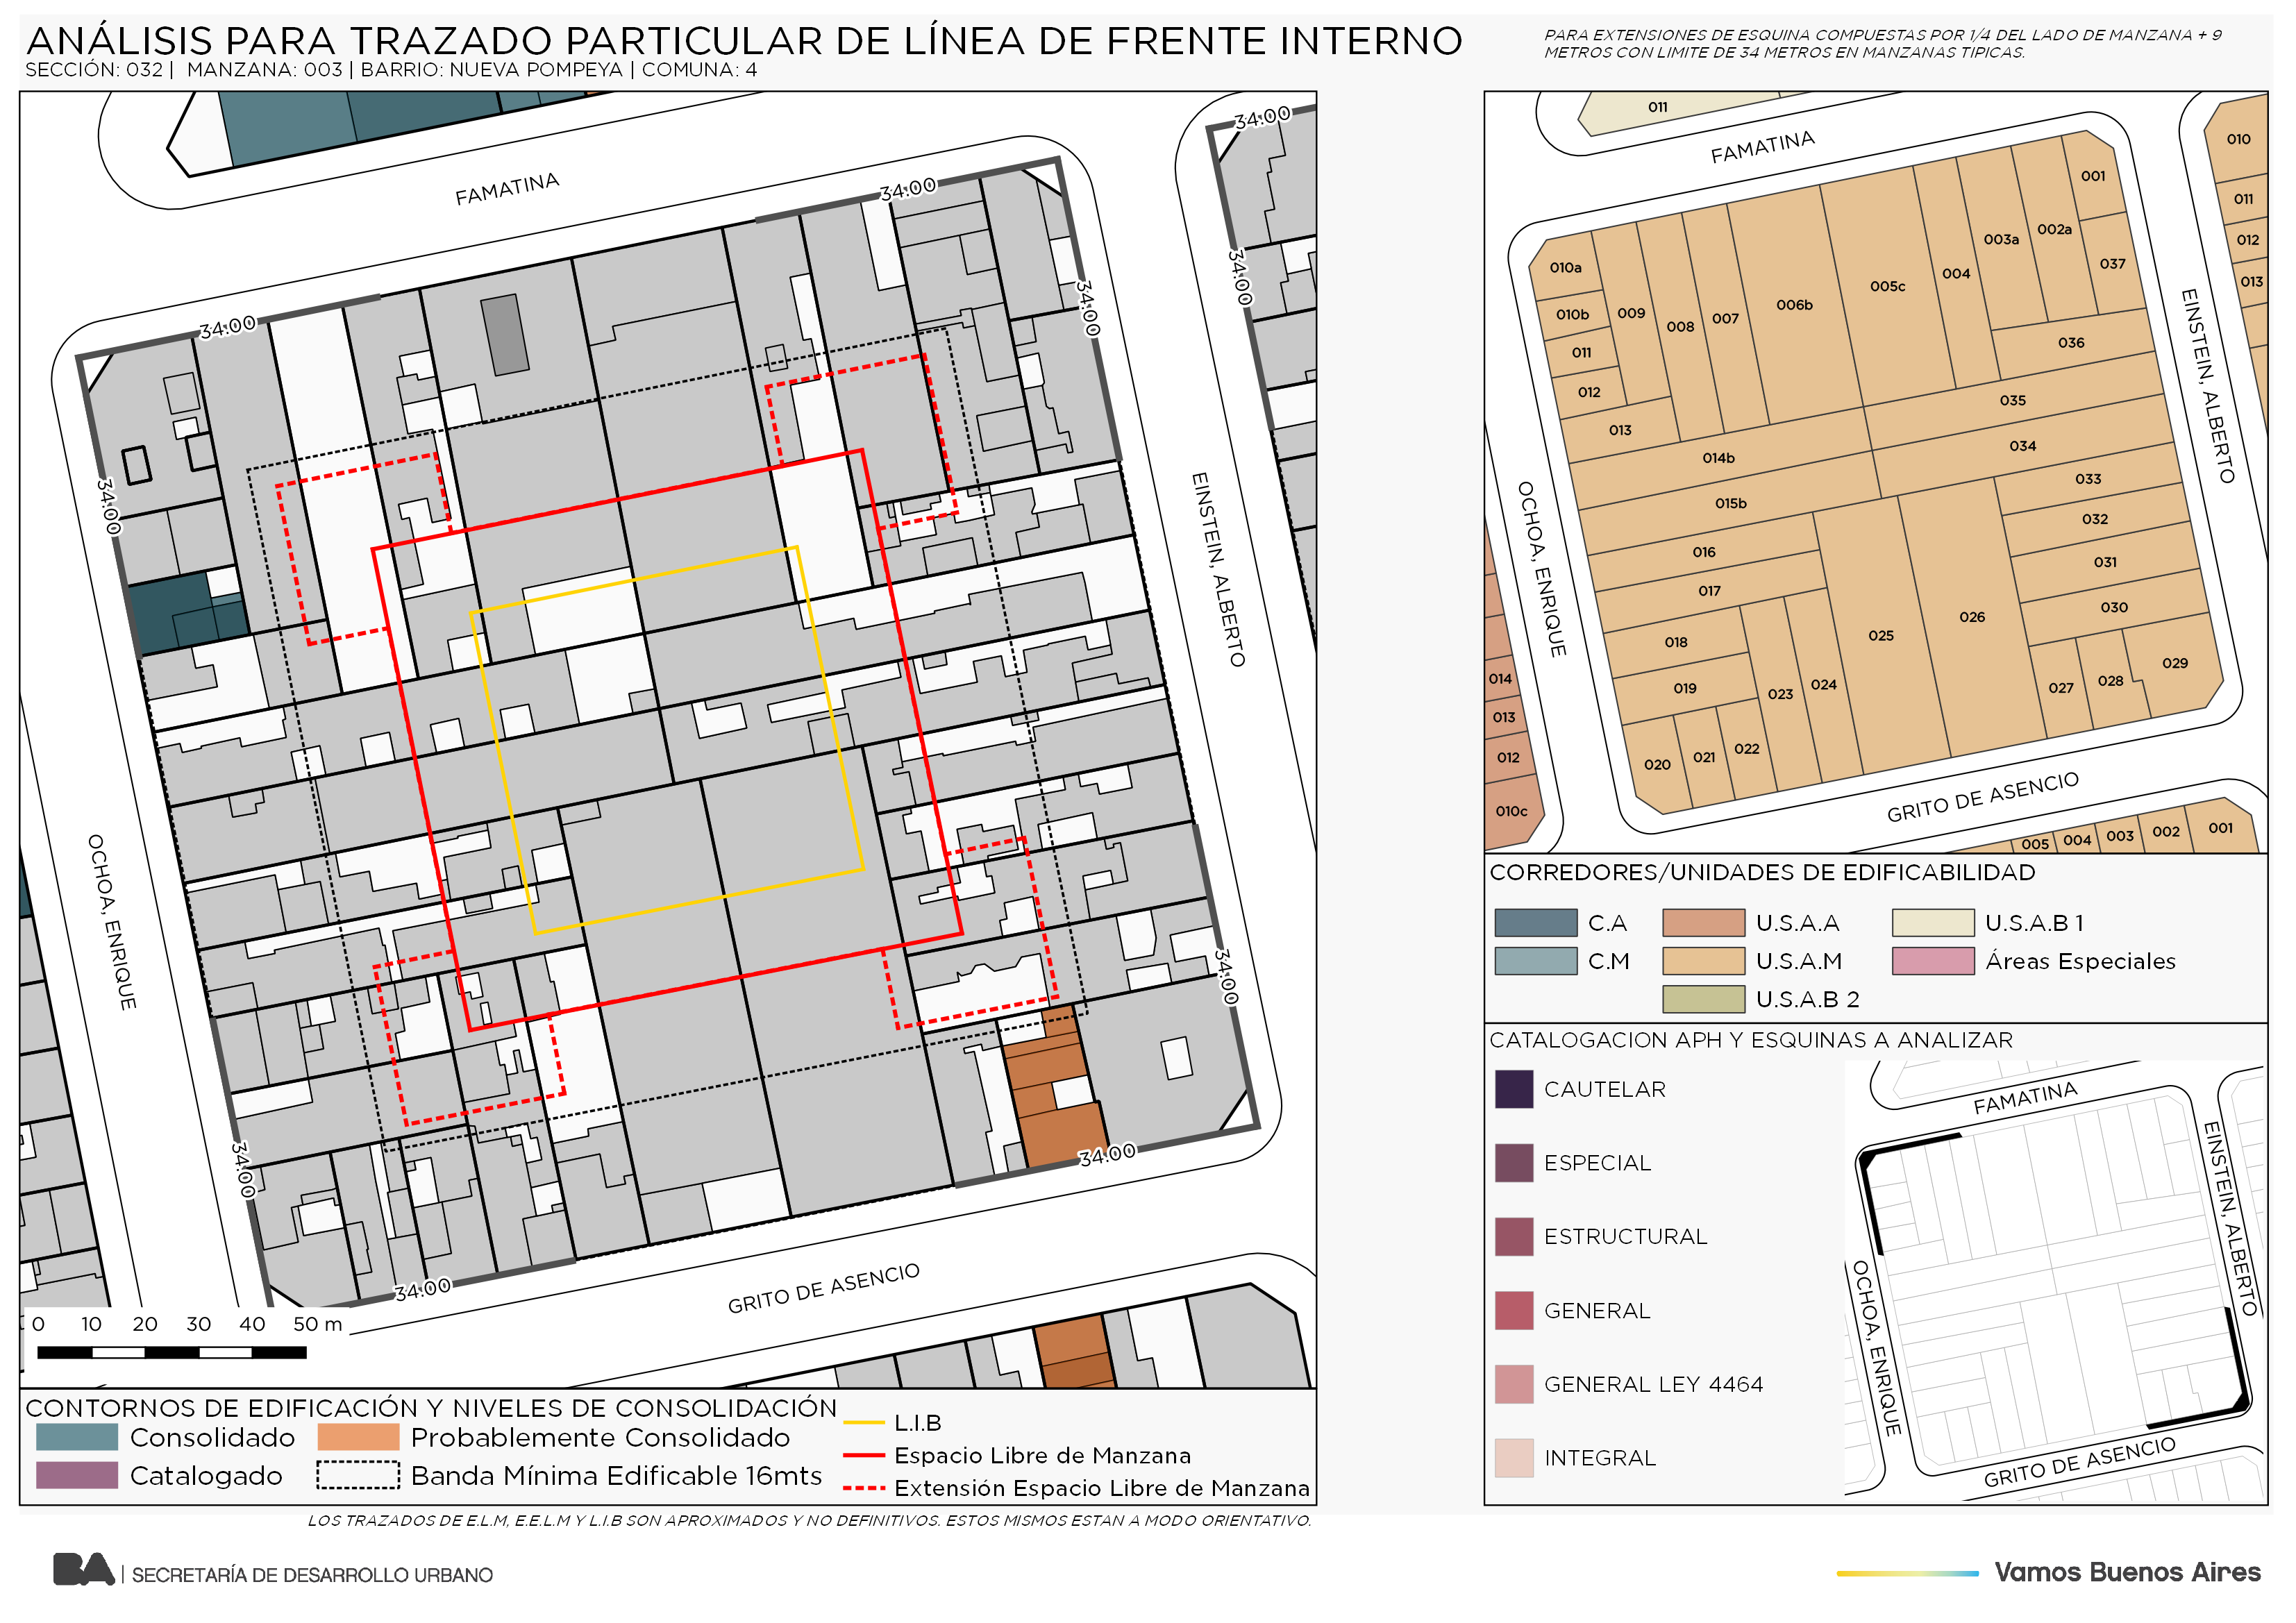 ANÁLISIS PARA TRAZADO PARTICULAR DE LÍNEA DE FRENTE INTERNO
SECCIÓN: 032 | MANZANA: 003 | BARRIO: NUEVA POMPEYA | COMUNA: 4
PARA EXTENSIONES DE ESQUINA COMPUESTAS POR 1/4 DEL LADO DE MANZANA + 9
METROS CON LIMITE DE 34 METROS EN MANZANAS TIPICAS.
34.00
FAMATINA
34.00
34.00
34.00
34.00
34.00
EINSTEIN, ALBERTO
OCHOA, ENRIQUE
34.00
34.00
34.00
34.00
GRITO DE ASENCIO
0 10 20 30 40 50 m
CONTORNOS DE EDIFICACIÓN Y NIVELES DE CONSOLIDACIÓN
Consolidado
Probablemente Consolidado
Catalogado
Banda Mínima Edificable 16mts
L.I.B
Espacio Libre de Manzana
Extensión Espacio Libre de Manzana
LOS TRAZADOS DE E.L.M, E.E.L.M Y L.I.B SON APROXIMADOS Y NO DEFINITIVOS. ESTOS MISMOS ESTAN A MODO ORIENTATIVO.
011
FAMATINA
010
001
011
002a
003a
012
037
010a
004
013
005c
006b
010b
009
007
008
036
011
012
035
013
034
014b
033
015b
032
016
031
017
030
026
025
018
029
014
019
024
028
027
023
013
022
021
012
020
010c
EINSTEIN, ALBERTO
OCHOA, ENRIQUE
GRITO DE ASENCIO
005
004
003
002
001
CORREDORES/UNIDADES DE EDIFICABILIDAD
C.A
U.S.A.A
U.S.A.B 1
C.M
U.S.A.M
Áreas Especiales
U.S.A.B 2
CATALOGACION APH Y ESQUINAS A ANALIZAR
CAUTELAR
ESPECIAL
ESTRUCTURAL
GENERAL
GENERAL LEY 4464
INTEGRAL
FAMATINA
EINSTEIN, ALBERTO
OCHOA, ENRIQUE
GRITO DE ASENCIO
BA | SECRETARÍA DE DESARROLLO URBANO
Vamos Buenos Aires